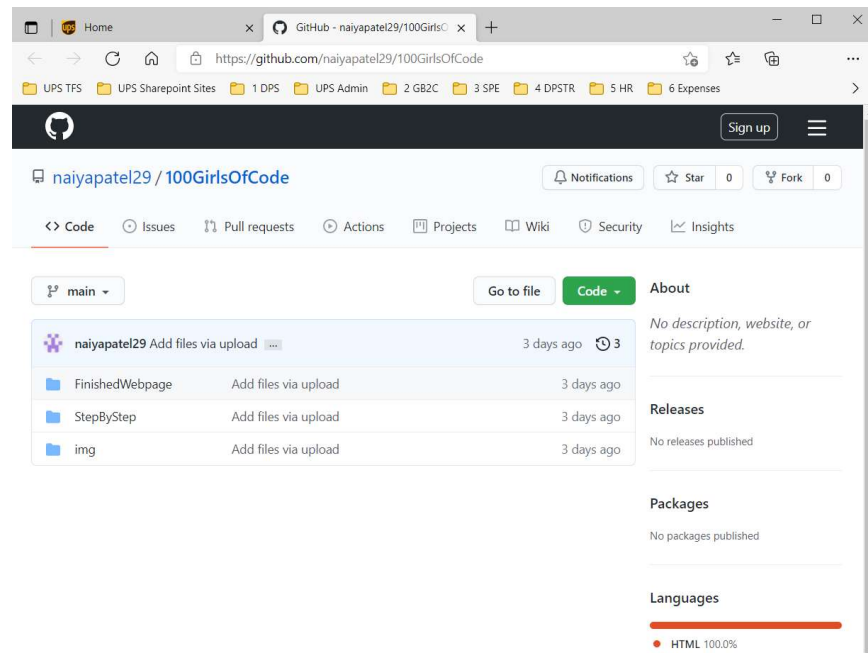 Home
GitHub - naiyapatel29/100GirlsO
https://github.com/naiyapatel29/100GirlsOfCode
UPS TFS UPS Sharepoint Sites 1 DPS UPS Admin 2 GB2C 3 SPE 4 DPSTR 5 HR 6 Expenses
Sign up
naiyapatel29 / 100GirlsOfCode
Notifications Star 0 Fork 0
Code Issues Pull requests Actions Projects Wiki Security Insights
main Go to file Code
naiyapatel29 Add files via upload ... 3 days ago 3
FinishedWebpage Add files via upload 3 days ago
StepByStep Add files via upload 3 days ago
img Add files via upload 3 days ago
About
No description, website, or
topics provided.
Releases
No releases published
Packages
No packages published
Languages
HTML 100.0%